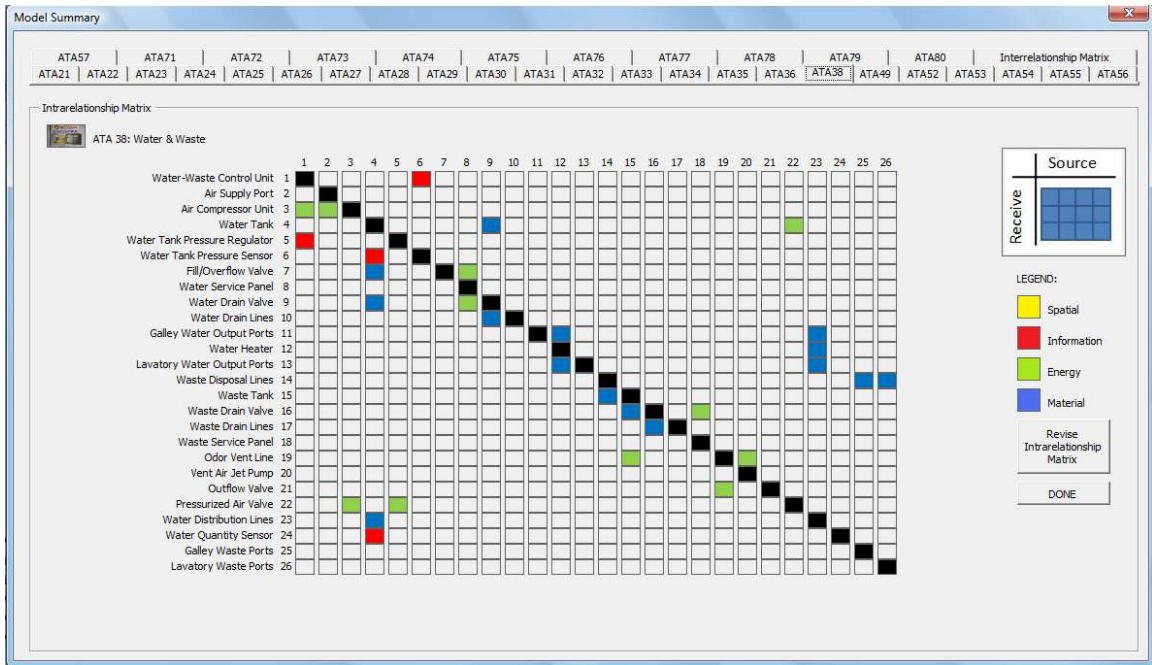 Model Summary
ATA57 ATA71 ATA72 ATA73 ATA74 ATA75 ATA76 ATA77 ATA78 ATA79 ATA80 Interrelationship Matrix
ATA21 ATA22 ATA23 ATA24 ATA25 ATA26 ATA27 ATA28 ATA29 ATA30 ATA31 ATA32 ATA33 ATA34 ATA35 ATA36 ATA38 ATA49 ATA52 ATA53 ATA54 ATA55 ATA56
Intrarelationship Matrix
ATA 38: Water & Waste
1 2 3 4 5 6 7 8 9 10 11 12 13 14 15 16 17 18 19 20 21 22 23 24 25 26
Water-Waste Control Unit 1
Air Supply Port 2
Air Compressor Unit 3
Water Tank 4
Water Tank Pressure Regulator 5
Water Tank Pressure Sensor 6
Fill/Overflow Valve 7
Water Service Panel 8
Water Drain Valve 9
Water Drain Lines 10
Galley Water Output Ports 11
Water Heater 12
Lavatory Water Output Ports 13
Waste Disposal Lines 14
Waste Tank 15
Waste Drain Valve 16
Waste Drain Lines 17
Waste Service Panel 18
Odor Vent Line 19
Vent Air Jet Pump 20
Outflow Valve 21
Pressurized Air Valve 22
Water Distribution Lines 23
Water Quantity Sensor 24
Galley Waste Ports 25
Lavatory Waste Ports 26
Source
Receive
LEGEND:
Spatial
Information
Energy
Material
Revise
Intrarelationship
Matrix
DONE